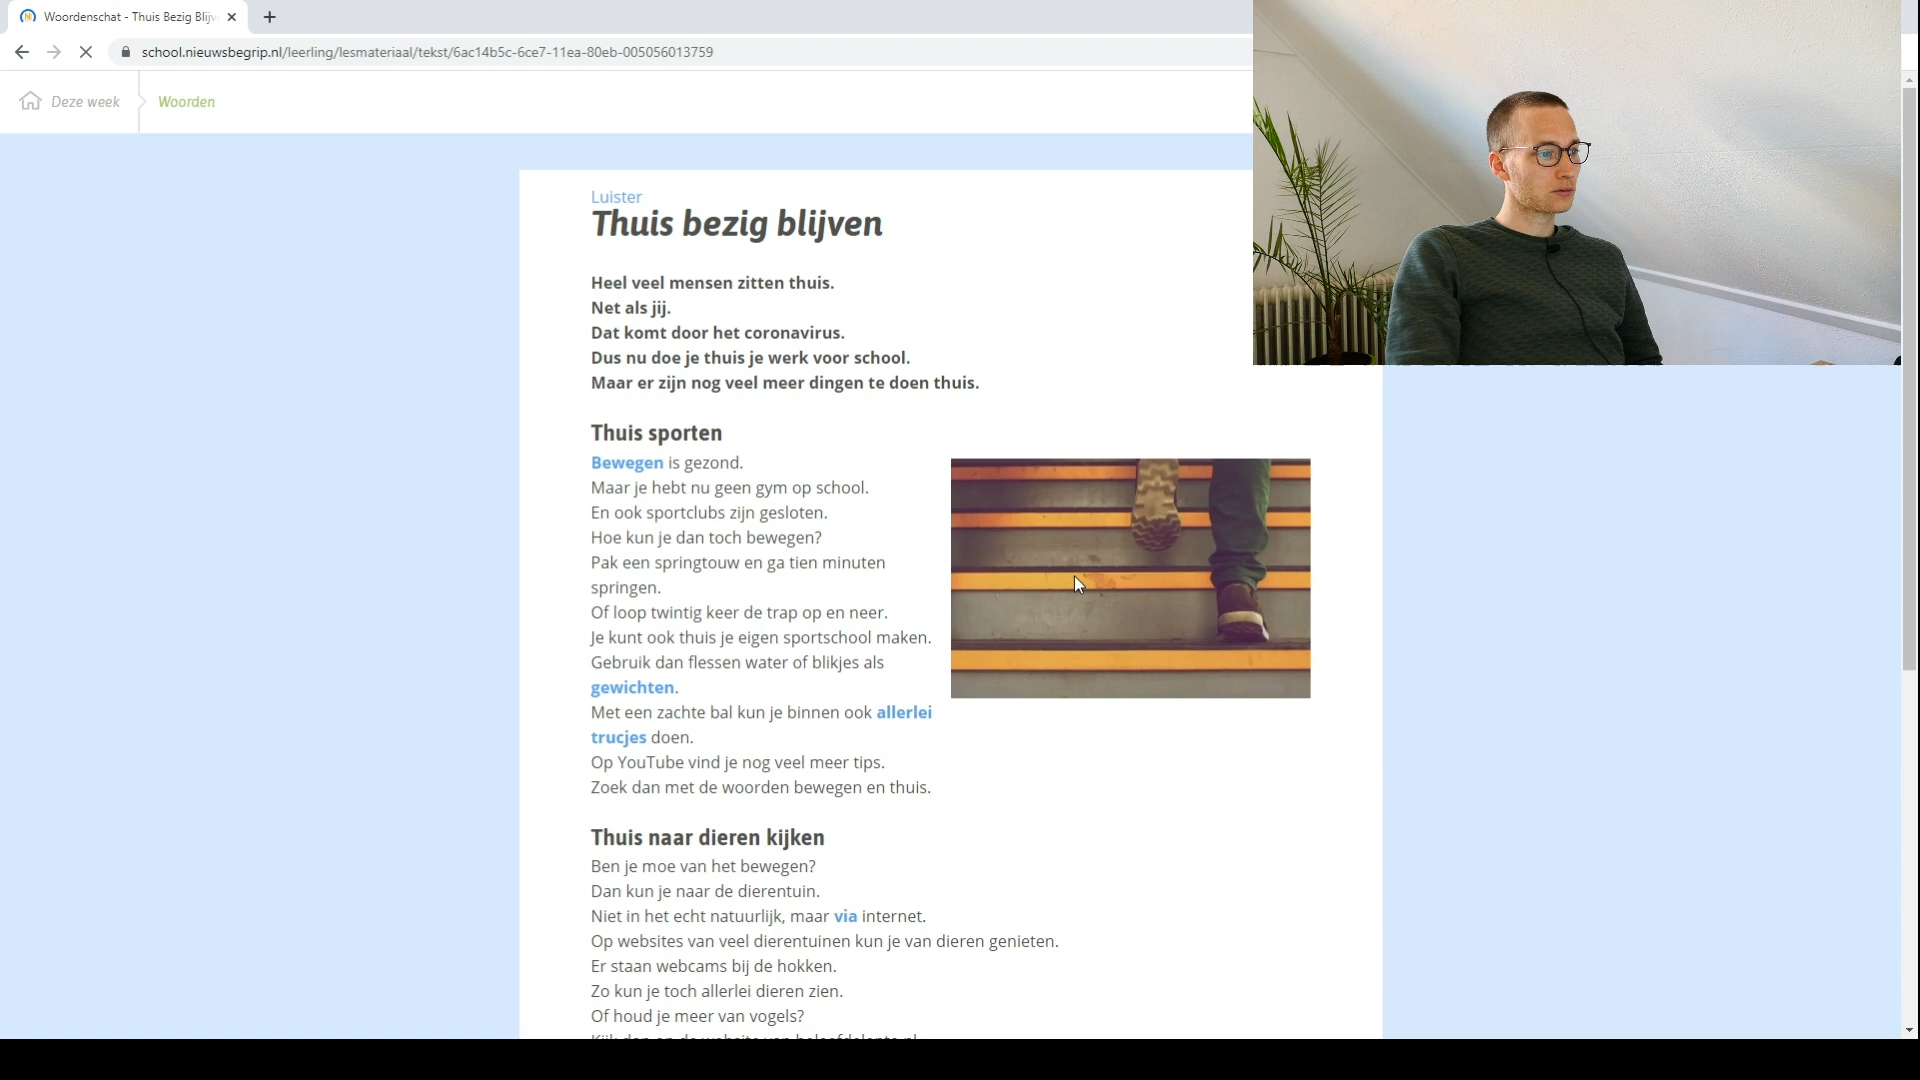 Woordenschat - Thuis Bezig Blijv
school.nieuwsbegrip.nl/leerling/lesmateriaal/tekst/6ac14b5c-6ce7-11ea-80eb-005056013759
Deze week
Woorden
Luister
Thuis bezig blijven
Heel veel mensen zitten thuis.
Net als jij.
Dat komt door het coronavirus.
Dus nu doe je thuis je werk voor school.
Maar er zijn nog veel meer dingen te doen thuis.
Thuis sporten
Bewegen is gezond.
Maar je hebt nu geen gym op school.
En ook sportclubs zijn gesloten.
Hoe kun je dan toch bewegen?
Pak een springtouw en ga tien minuten
springen.
Of loop twintig keer de trap op en neer.
Je kunt ook thuis je eigen sportschool maken.
Gebruik dan flessen water of blikjes als
gewichten.
Met een zachte bal kun je binnen ook allerlei
trucjes doen.
Op YouTube vind je nog veel meer tips.
Zoek dan met de woorden bewegen en thuis.
Thuis naar dieren kijken
Ben je moe van het bewegen?
Dan kun je naar de dierentuin.
Niet in het echt natuurlijk, maar via internet.
Op websites van veel dierentuinen kun je van dieren genieten.
Er staan webcams bij de hokken.
Zo kun je toch allerlei dieren zien.
Of houd je meer van vogels?